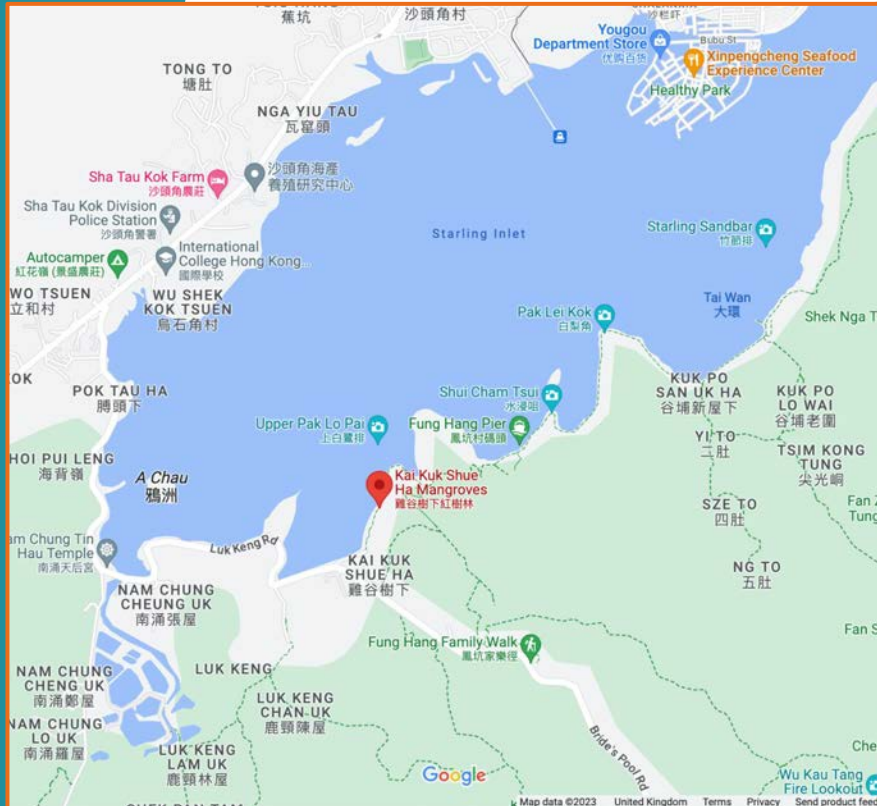 蕉坑
沙頭角村
沙栏吓
Bubu St
Yougou
Department Store
优购百货
Xinpengcheng Seafood
Experience Center
Healthy Park
TONG TO
塘肚
NGA YIU TAU
瓦窰頭
Sha Tau Kok Farm
沙頭角農莊
沙頭角海產
養殖研究中心
Sha Tau Kok Division
Police Station
沙頭角警署
International
College Hong Kong...
國際學校
Autocamper
紅花嶺 (景盛農莊)
Starling Inlet
Starling Sandbar
竹節排
WO TSUEN
立和村
WU SHEK
KOK TSUEN
烏石角村
Tai Wan
大環
Pak Lei Kok
白梨角
Shek Nga T
OK
POK TAU HA
膊頭下
Shui Cham Tsui
水浸咀
KUK PO
SAN UK HA
谷埔新屋下
KUK PO
LO WAI
谷埔老圍
Upper Pak Lo Pai
上白鷺排
Fung Hang Pier
鳳坑村碼頭
YI TO
二肚
TSIM KONG
TUNG
尖光峒
HOI PUI LENG
海背嶺
A Chau
鴉洲
Kai Kuk Shue
Ha Mangroves
雞谷樹下紅樹林
SZE TO
四肚
Fan Z
Tung
am Chung Tin
Hau Temple
南涌天后宮
Luk Keng Rd
KAI KUK
SHUE HA
雞谷樹下
NG TO
五肚
NAM CHUNG
CHEUNG UK
南涌張屋
Fung Hang Family Walk
鳳坑家樂徑
Fan S
NAM CHUNG
CHENG UK
南涌鄭屋
LUK KENG
LUK KENG
CHAN UK
鹿頸陳屋
NAM CHUNG
LO UK
南涌羅屋
LUK KENG
LAM UK
鹿頸林屋
Bride's Pool Rd
Che
Google
Wu Kau Tang
Fire Lookout
Map data ©2023 United Kingdom Terms Privacy Send product feed